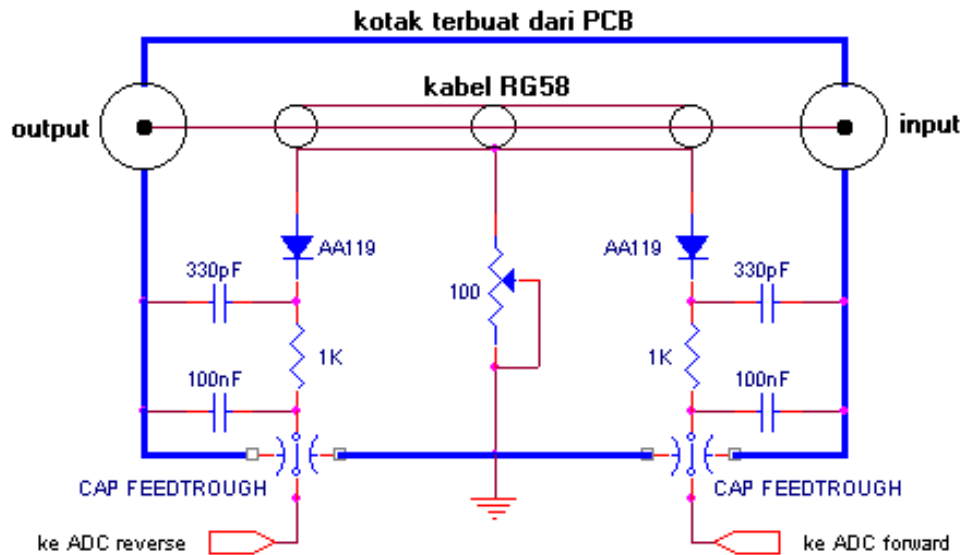 kotak terbuat dari PCB
kabel RG58
output
input
AA119
AA119
330pF
330pF
100
1K
1K
100nF
100nF
CAP FEEDTROUGH
CAP FEEDTROUGH
ke ADC reverse
ke ADC forward